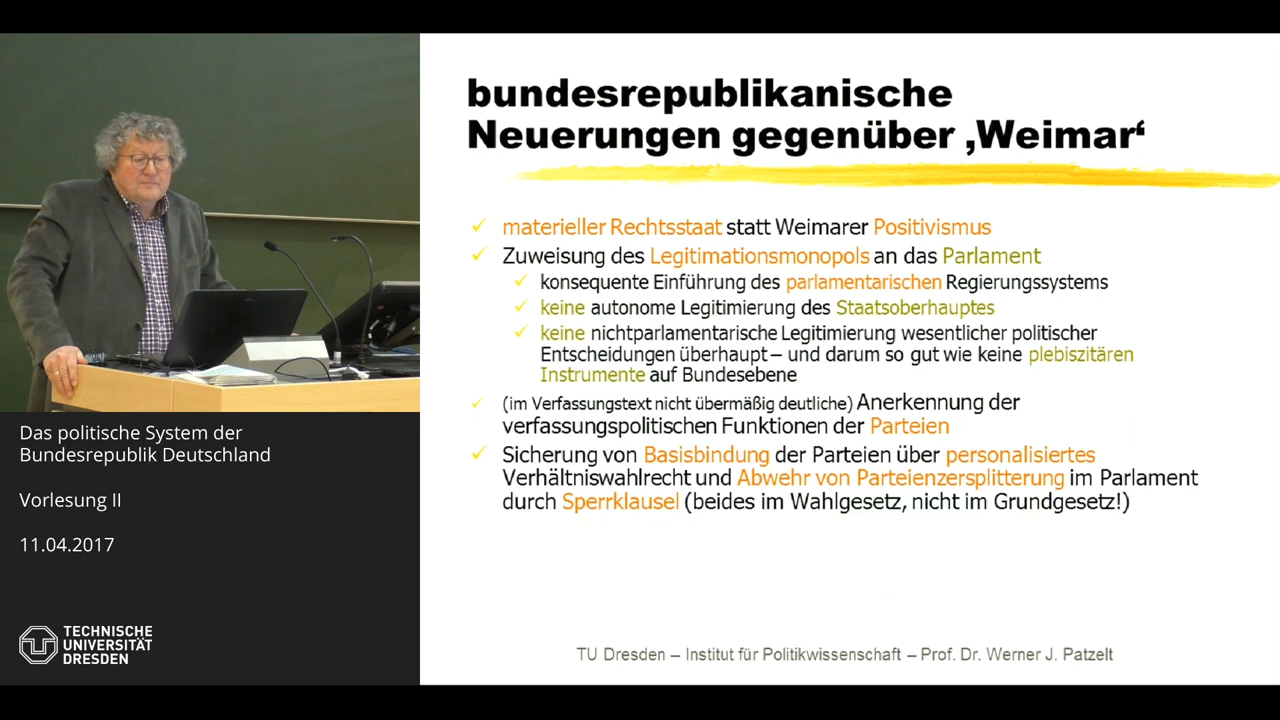 bundesrepublikanische
Neuerungen gegenüber ‚Weimar‘
materieller Rechtsstaat statt Weimarer Positivismus
Zuweisung des Legitimationsmonopols an das Parlament
konsequente Einführung des parlamentarischen Regierungssystems
keine autonome Legitimierung des Staatsoberhauptes
keine nichtparlamentarische Legitimierung wesentlicher politischer
Entscheidungen überhaupt – und darum so gut wie keine plebiszitären
Instrumente auf Bundesebene
(im Verfassungstext nicht übermäßig deutliche) Anerkennung der
verfassungspolitischen Funktionen der Parteien
Sicherung von Basisbindung der Parteien über personalisiertes
Verhältniswahlrecht und Abwehr von Parteienzersplitterung im Parlament
durch Sperrklausel (beides im Wahlgesetz, nicht im Grundgesetz!)
TU Dresden – Institut für Politikwissenschaft – Prof. Dr. Werner J. Patzelt
Das politische System der
Bundesrepublik Deutschland
Vorlesung II
11.04.2017
TECHNISCHE
UNIVERSITÄT
DRESDEN